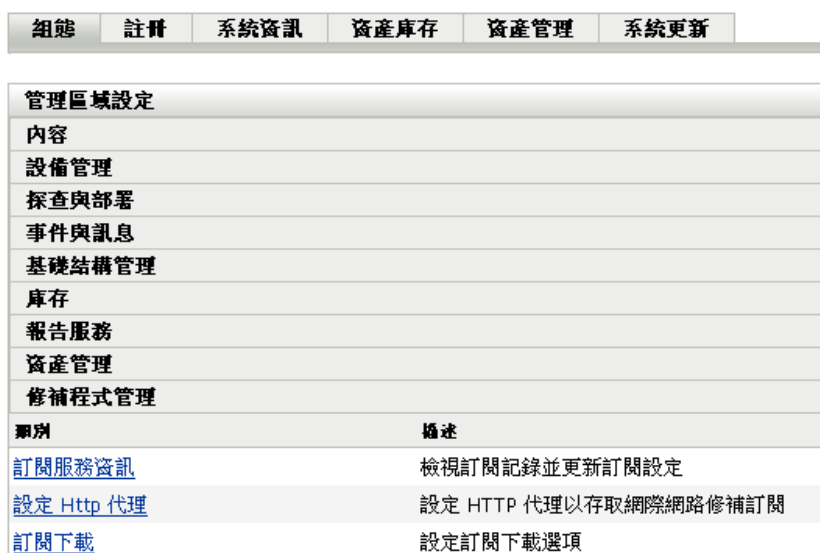 組態 註冊 系統資訊 資產庫存 資產管理 系統更新
管理區域設定
內容
設備管理
探查與部署
事件與訊息
基礎結構管理
庫存
報告服務
資產管理
修補程式管理
類別 描述
訂閱服務資訊 檢視訂閱記錄並更新訂閱設定
設定 Http 代理 設定 HTTP 代理以存取網際網路修補訂閱
訂閱下載 設定訂閱下載選項